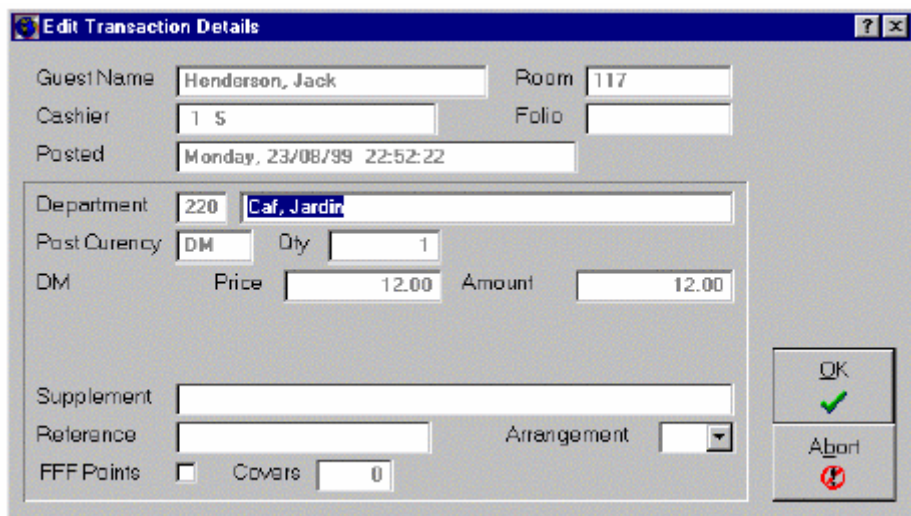 Edit Transaction Details
Guest Name Henderson, Jack Room 117
Cashier 1 S Folio
Posted Monday, 23/08/99 22:52:22
Department 220 Caf, Jardin
Post Curency DM Qty 1
DM Price 12.00 Amount 12.00
Supplement
Reference Arrangement
FFF Points Covers 0
OK
Abort